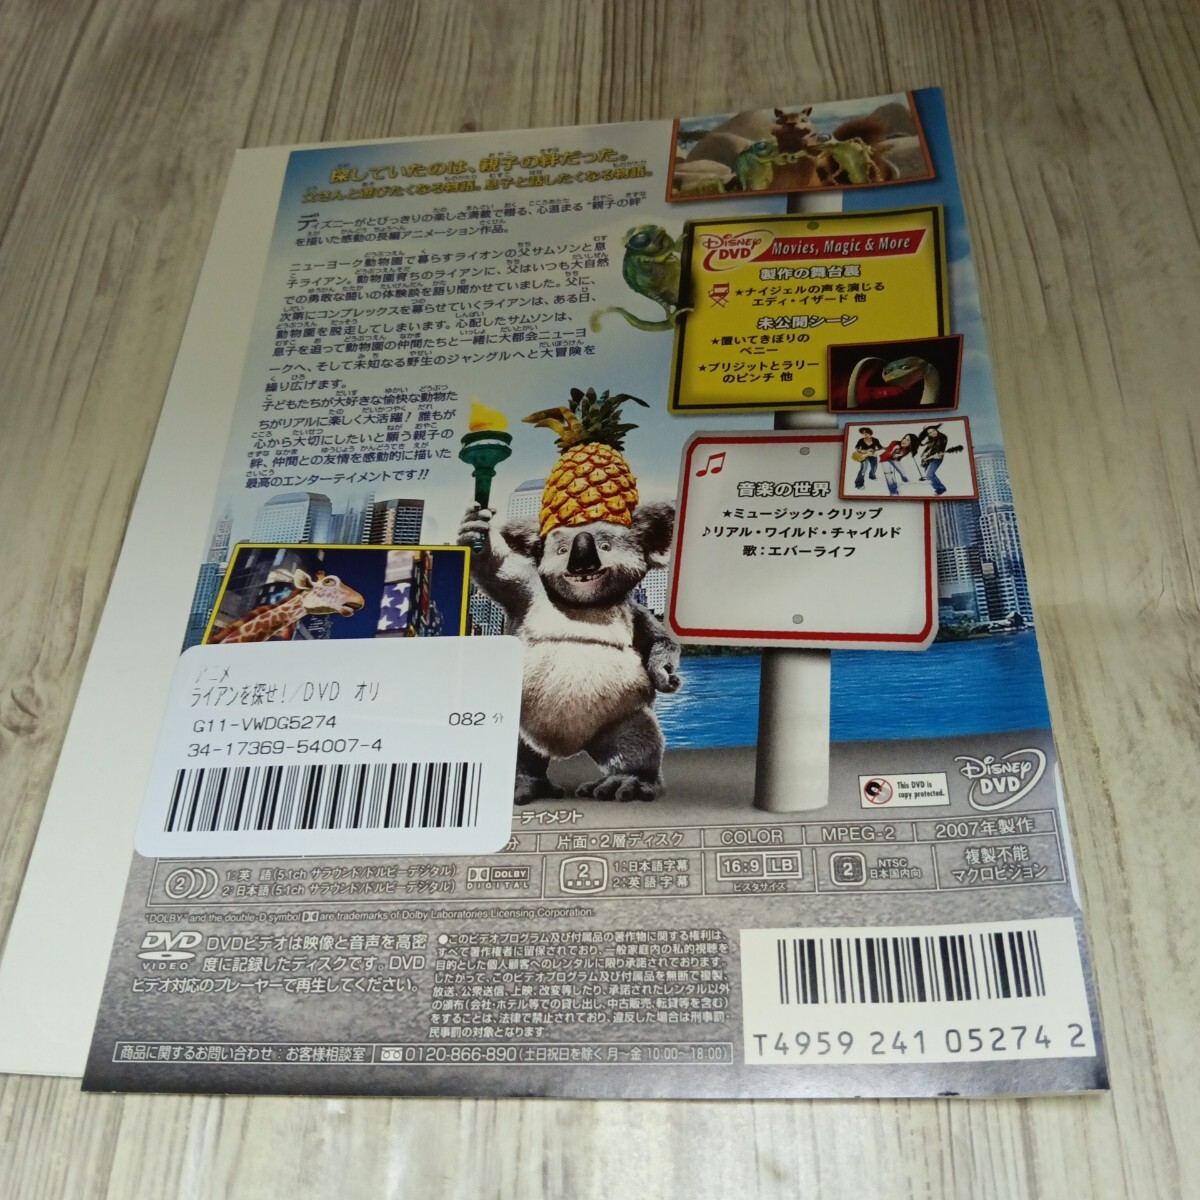 探していたのは、親子の絆だった。
父さんと遊びたくなる物語。息子と話したくなる物語。
ディズニーがとびっきりの楽しさ満載で贈る、心温まる“親子の絆”
を描いた感動の長編アニメーション作品。
ニューヨーク動物園で暮らすライオンの父サムソンと息
子ライアン。動物園育ちのライアンに、父はいつも大自然
での勇敢な闘いの体験談を語り聞かせていました。父に、
次第にコンプレックスを募らせていくライアンは、ある日、
動物園を脱走してしまいます。心配したサムソンは、
息子を追って動物園の仲間たちと一緒に大都会ニューヨ
ークへ、そして未知なる野生のジャングルへと大冒険を
繰り広げます。
子どもたちが大好きな愉快な動物た
ちがリアルに楽しく大活躍！誰もが
心から大切にしたいと願う親子の
絆、仲間との友情を感動的に描いた
最高のエンターテイメントです!!
Disney DVD Movies, Magic & More
製作の舞台裏
★ナイジェルの声を演じる
エディ・イザード 他
未公開シーン
★置いてきぼりの
ベニー
★ブリジットとラリー
のピンチ 他
音楽の世界
★ミュージック・クリップ
♪リアル・ワイルド・チャイルド
歌：エバーライフ
アニメ
ライアンを探せ！／DVD オリ
G11-VWDG5274 082分
34-17369-54007-4
This DVD is
copy protected.
Disney DVD
ーテイメント
分 片面・2層ディスク COLOR MPEG-2 2007年製作
2 1:英 語(5.1ch サラウンド/ドルビーデジタル)
2:日本語(5.1ch サラウンド/ドルビーデジタル)
DOLBY DIGITAL
2 1:日本語字幕
2:英語字幕
16:9 LB
ビスタサイズ
2 NTSC
日本国内向
複製不能
マクロビジョン
"DOLBY" and the double-D symbol are trademarks of Dolby Laboratories Licensing Corporation.
DVD VIDEO
DVDビデオは映像と音声を高密
度に記録したディスクです。DVD
ビデオ対応のプレーヤーで再生してください。
●このビデオプログラム及び付属品の著作物に関する権利は、
すべて著作権者に留保されており、一般家庭内の私的視聴を
目的とした個人顧客へのレンタルに限り承諾されております。
したがって、このビデオプログラム及び付属品を無断で複製、
放送、公衆送信、上映、改変等したり、承諾されたレンタル以外
の頒布(会社・ホテル等での貸し出し、中古販売、転貸等を含む)
をすることは、法律で禁止されており、違反した場合は刑事罰・
民事罰の対象となります。
商品に関するお問い合わせ：お客様相談室 0120-866-890(土日祝日を除く月～金 10:00～18:00)
T4959 241 05274 2